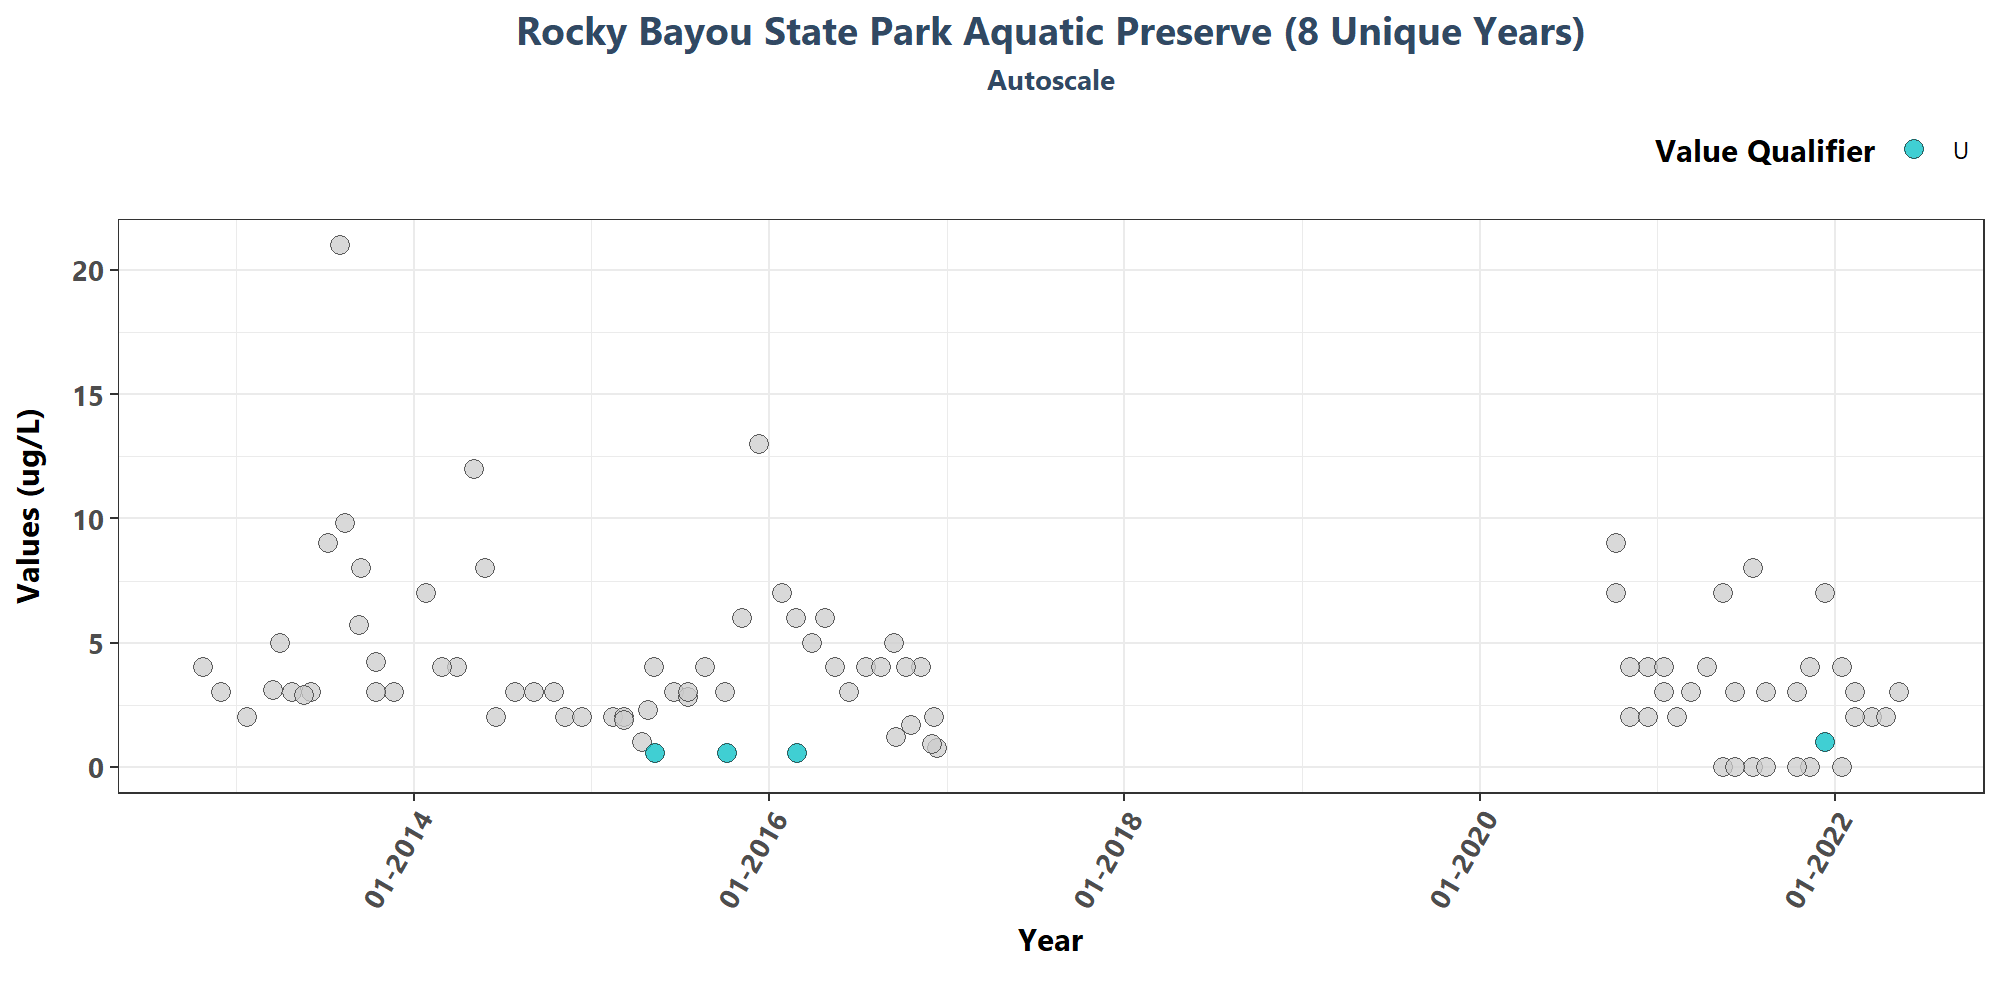 Rocky Bayou State Park Aquatic Preserve (8 Unique Years)
Autoscale
Value Qualifier U
Values (ug/L)
20
15
10
5
0
01-2014
01-2016
01-2018
01-2020
01-2022
Year